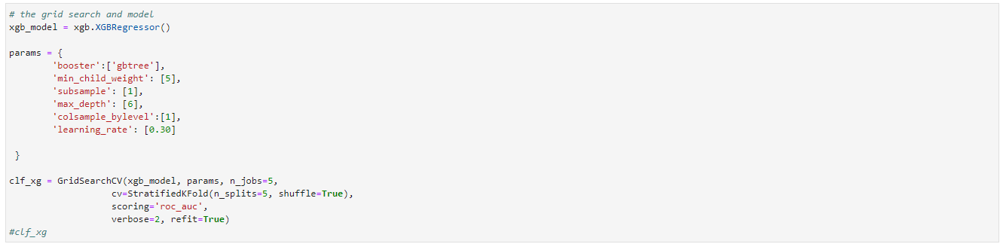 # the grid search and model
xgb_model = xgb.XGBRegressor()
params = {
'booster':['gbtree'],
'min_child_weight': [5],
'subsample': [1],
'max_depth': [6],
'colsample_bylevel':[1],
'learning_rate': [0.30]
}
clf_xg = GridSearchCV(xgb_model, params, n_jobs=5,
cv=StratifiedKFold(n_splits=5, shuffle=True),
scoring='roc_auc',
verbose=2, refit=True)
#clf_xg